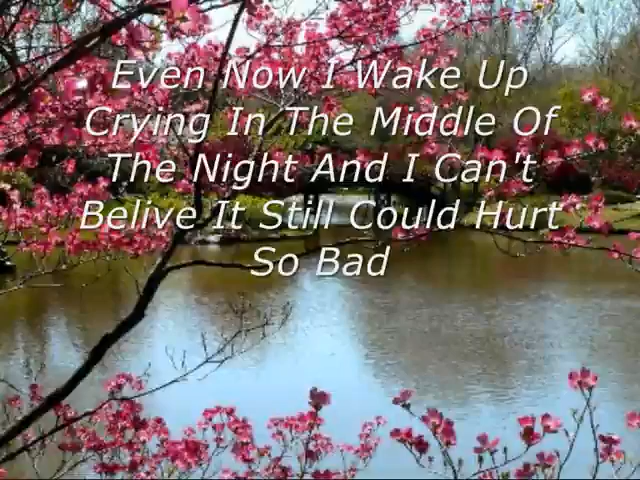 Even Now I Wake Up
Crying In The Middle Of
The Night And I Can't
Belive It Still Could Hurt
So Bad